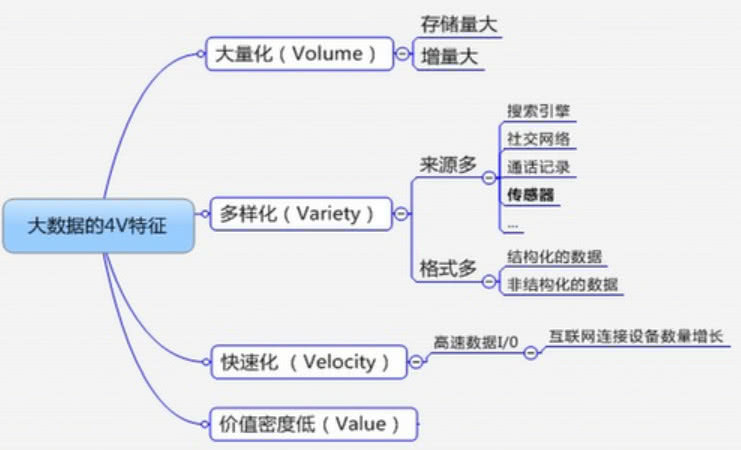 大数据的4V特征
大量化（Volume）
存储量大
增量大
多样化（Variety）
来源多
搜索引擎
社交网络
通话记录
传感器
...
格式多
结构化的数据
非结构化的数据
快速化（Velocity）
高速数据I/0
互联网连接设备数量增长
价值密度低（Value）